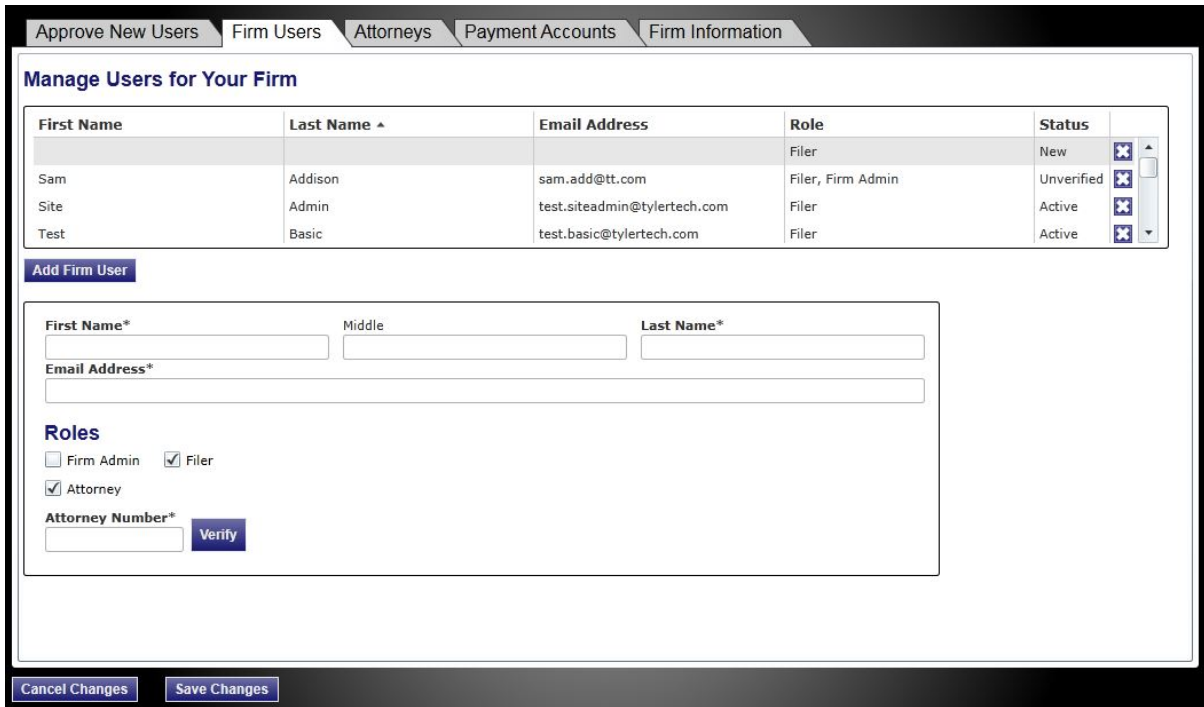 Approve New Users Firm Users Attorneys Payment Accounts Firm Information
Manage Users for Your Firm
First Name Last Name Email Address Role Status
Filer New
Sam Addison sam.add@tt.com Filer, Firm Admin Unverified
Site Admin test.siteadmin@tylertech.com Filer Active
Test Basic test.basic@tylertech.com Filer Active
Add Firm User
First Name* Middle Last Name*
Email Address*
Roles
Firm Admin Filer
Attorney
Attorney Number*
Verify
Cancel Changes Save Changes